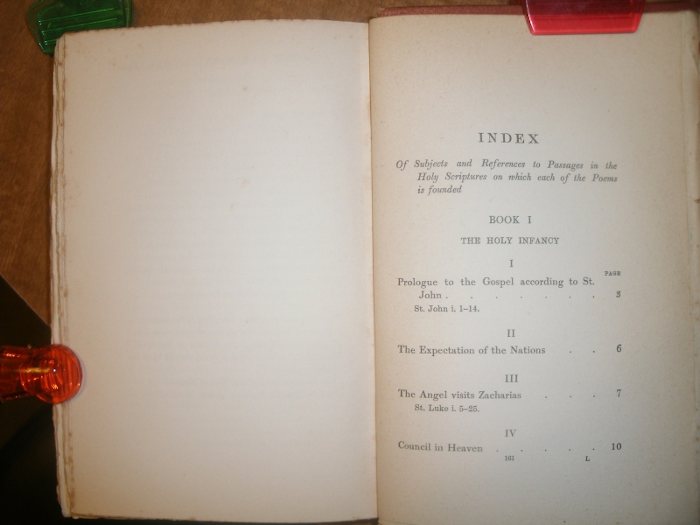 INDEX
Of Subjects and References to Passages in the
Holy Scriptures on which each of the Poems
is founded
BOOK I
THE HOLY INFANCY
I
PAGE
Prologue to the Gospel according to St.
John . . . . . . . 3
St. John i. 1–14.
II
The Expectation of the Nations . . 6
III
The Angel visits Zacharias . . . 7
St. Luke i. 5–25.
IV
Council in Heaven . . . . . 10
161 L